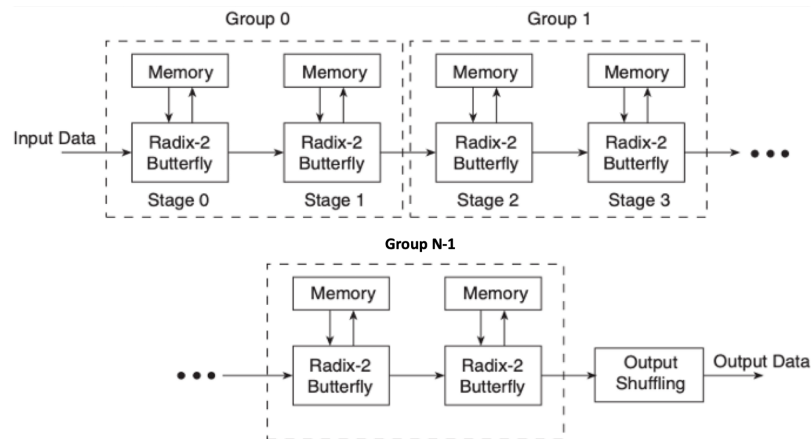 Group 0
Group 1
Memory
Memory
Memory
Memory
Input Data
Radix-2
Butterfly
Radix-2
Butterfly
Radix-2
Butterfly
Radix-2
Butterfly
Stage 0
Stage 1
Stage 2
Stage 3
Group N-1
Memory
Memory
Radix-2
Butterfly
Radix-2
Butterfly
Output
Shuffling
Output Data